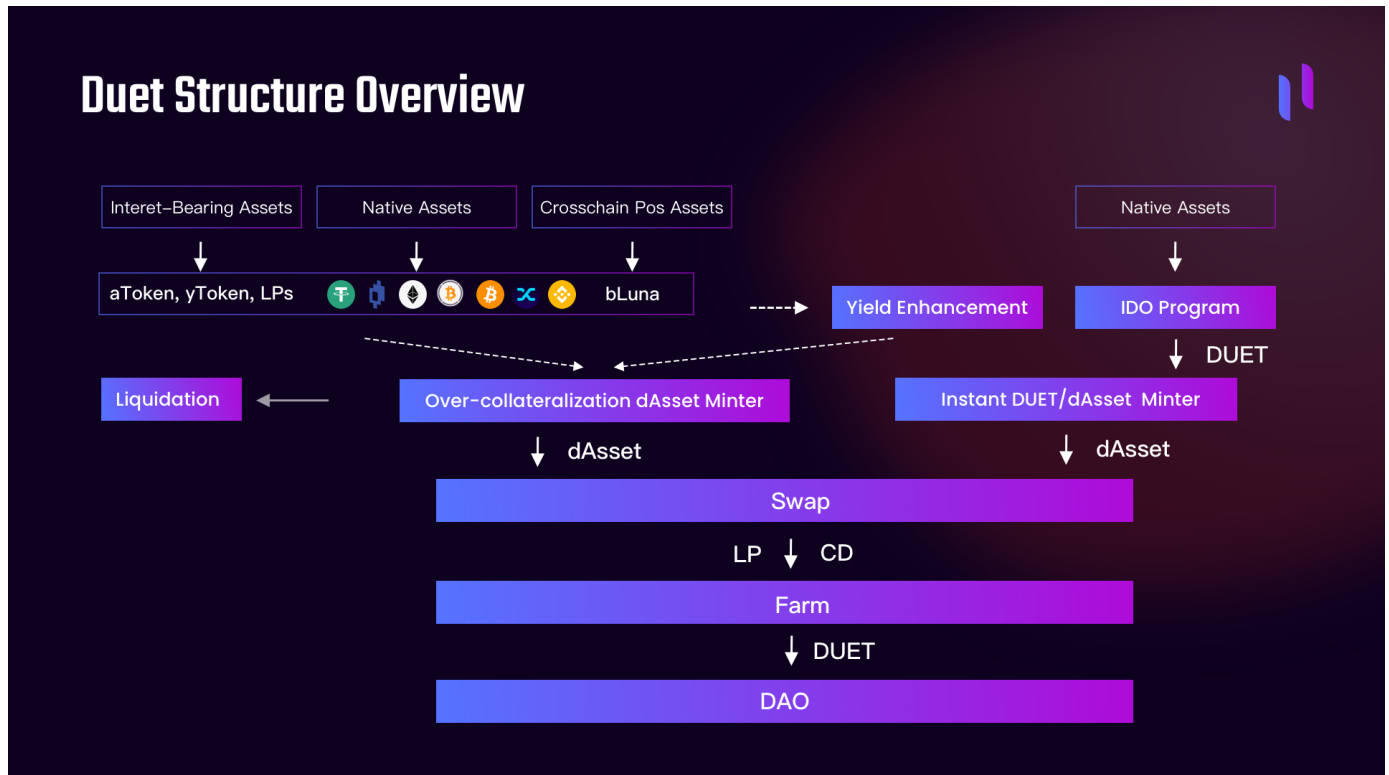 Duet Structure Overview
Interet-Bearing Assets
Native Assets
Crosschain Pos Assets
Native Assets
aToken, yToken, LPs
bLuna
Yield Enhancement
IDO Program
DUET
Liquidation
Over-collateralization dAsset Minter
Instant DUET/dAsset Minter
dAsset
dAsset
Swap
LP
CD
Farm
DUET
DAO